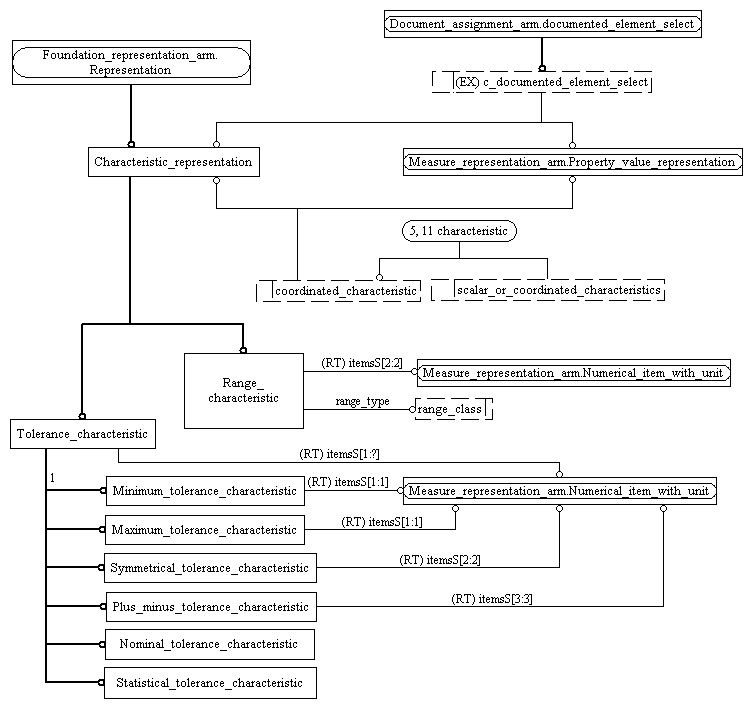 Document_assignment_arm.documented_element_select
Foundation_representation_arm.
Representation
(EX) c_documented_element_select
Characteristic_representation
Measure_representation_arm.Property_value_representation
5, 11 characteristic
coordinated_characteristic
scalar_or_coordinated_characteristics
(RT) itemsS[2:2]
Range_
characteristic
Measure_representation_arm.Numerical_item_with_unit
range_type
range_class
Tolerance_characteristic
(RT) itemsS[1:?]
1
Minimum_tolerance_characteristic
(RT) itemsS[1:1]
Measure_representation_arm.Numerical_item_with_unit
Maximum_tolerance_characteristic
(RT) itemsS[1:1]
Symmetrical_tolerance_characteristic
(RT) itemsS[2:2]
Plus_minus_tolerance_characteristic
(RT) itemsS[3:3]
Nominal_tolerance_characteristic
Statistical_tolerance_characteristic